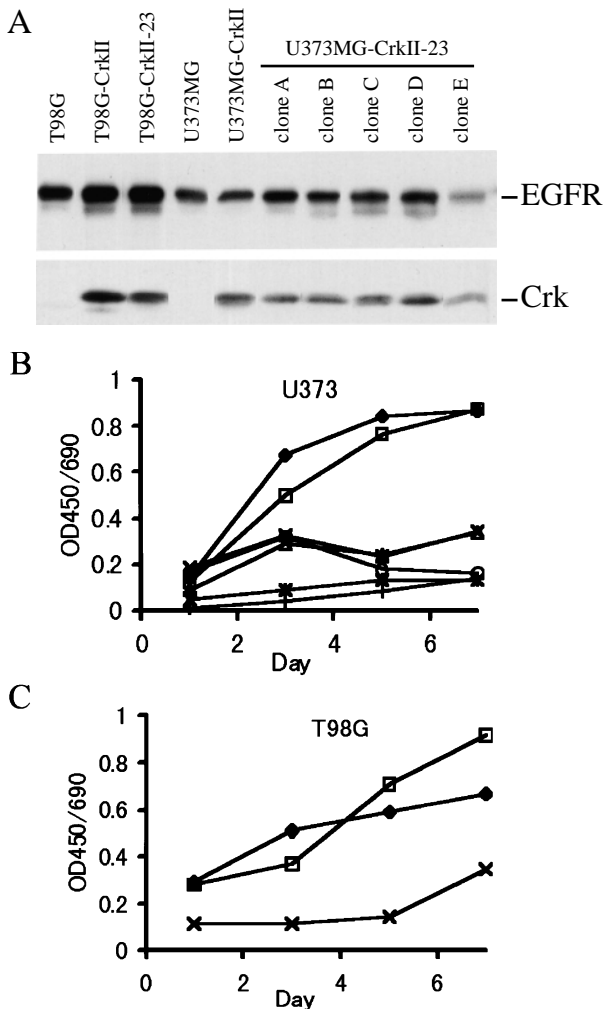 A
U373MG-CrkII-23
T98G
T98G-CrkII
T98G-CrkII-23
U373MG
U373MG-CrkII
clone A
clone B
clone C
clone D
clone E
EGFR
Crk
B
U373
1
0.8
0.6
0.4
0.2
0
OD450/690
0 2 4 6
Day
C
T98G
1
0.8
0.6
0.4
0.2
0
OD450/690
0 2 4 6
Day